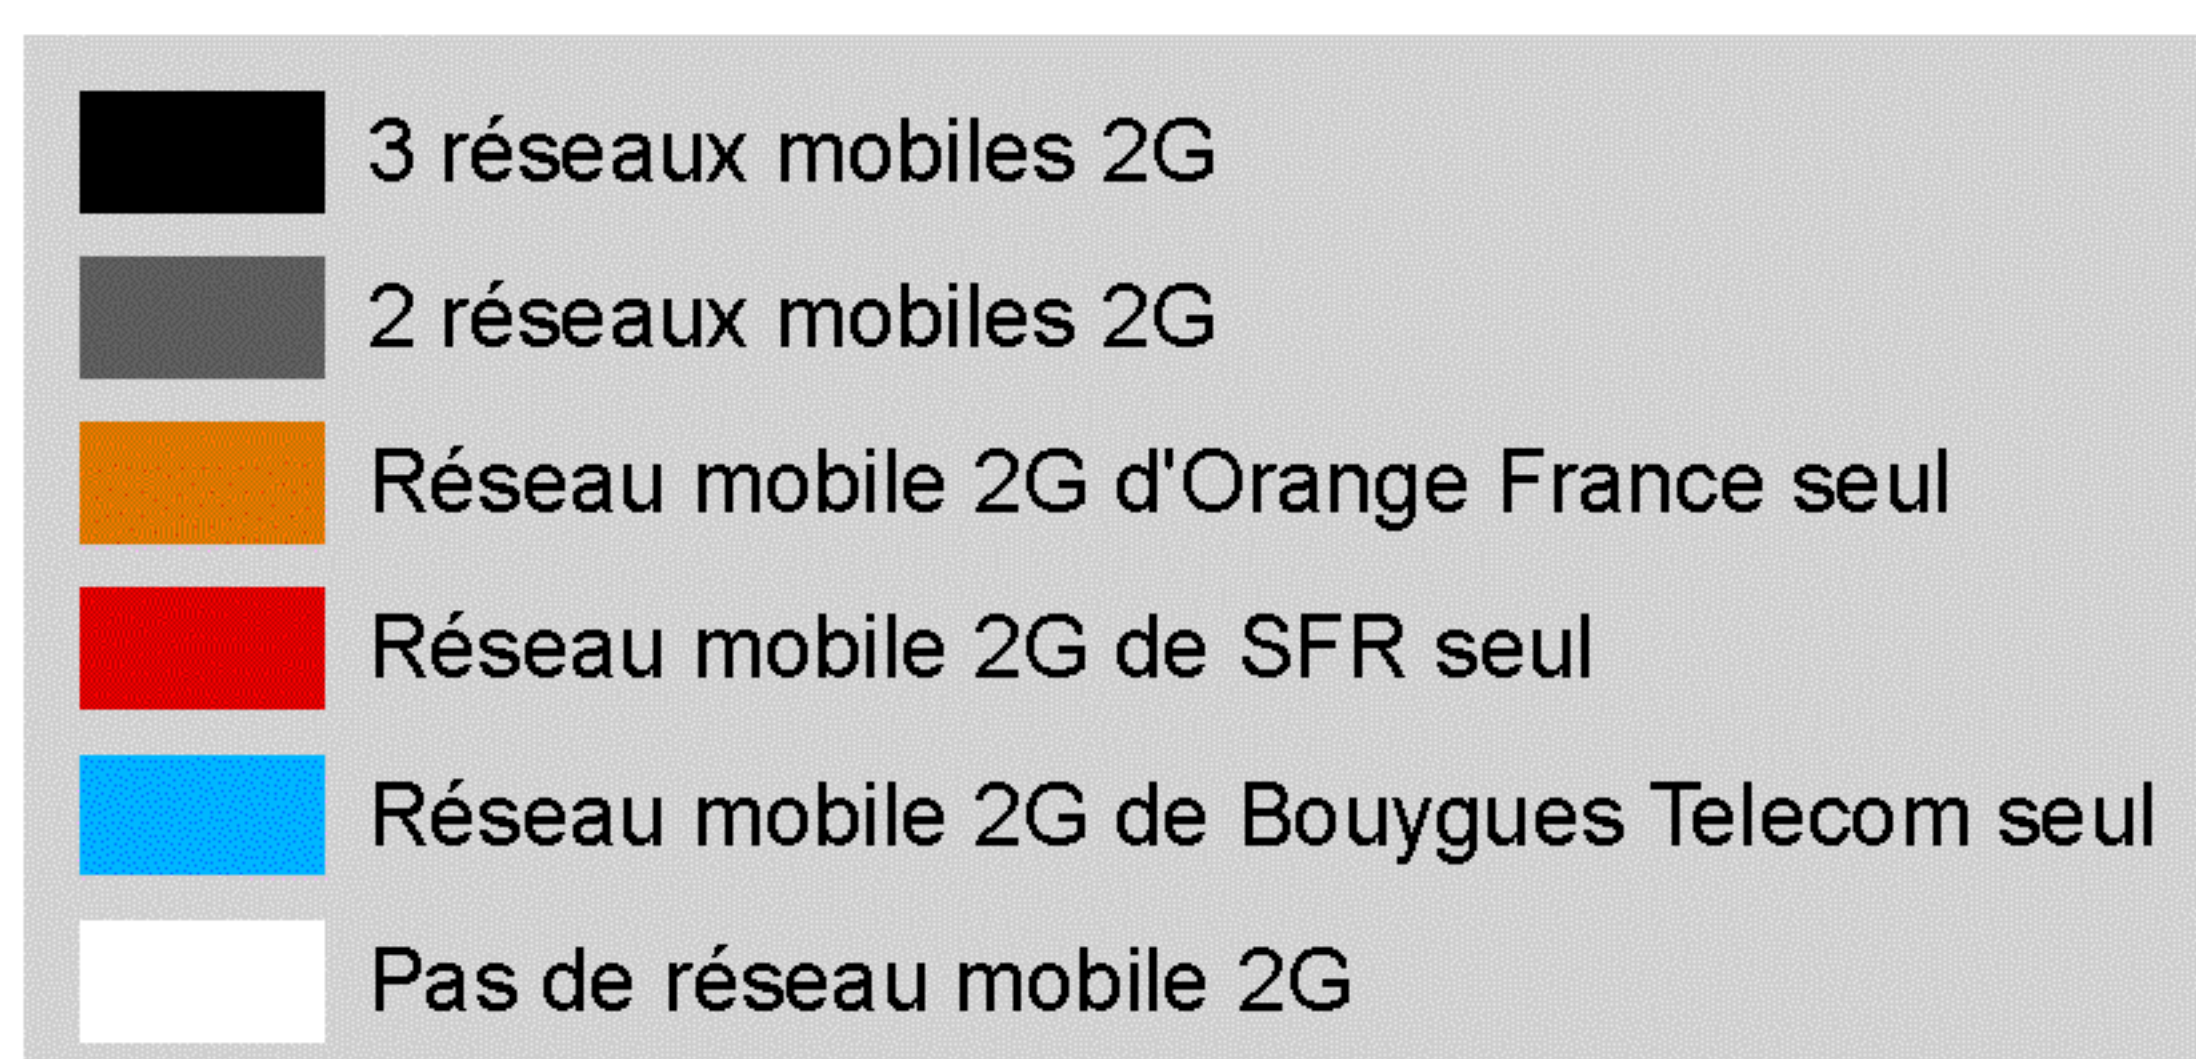 3 réseaux mobiles 2G
2 réseaux mobiles 2G
Réseau mobile 2G d'Orange France seul
Réseau mobile 2G de SFR seul
Réseau mobile 2G de Bouygues Telecom seul
Pas de réseau mobile 2G